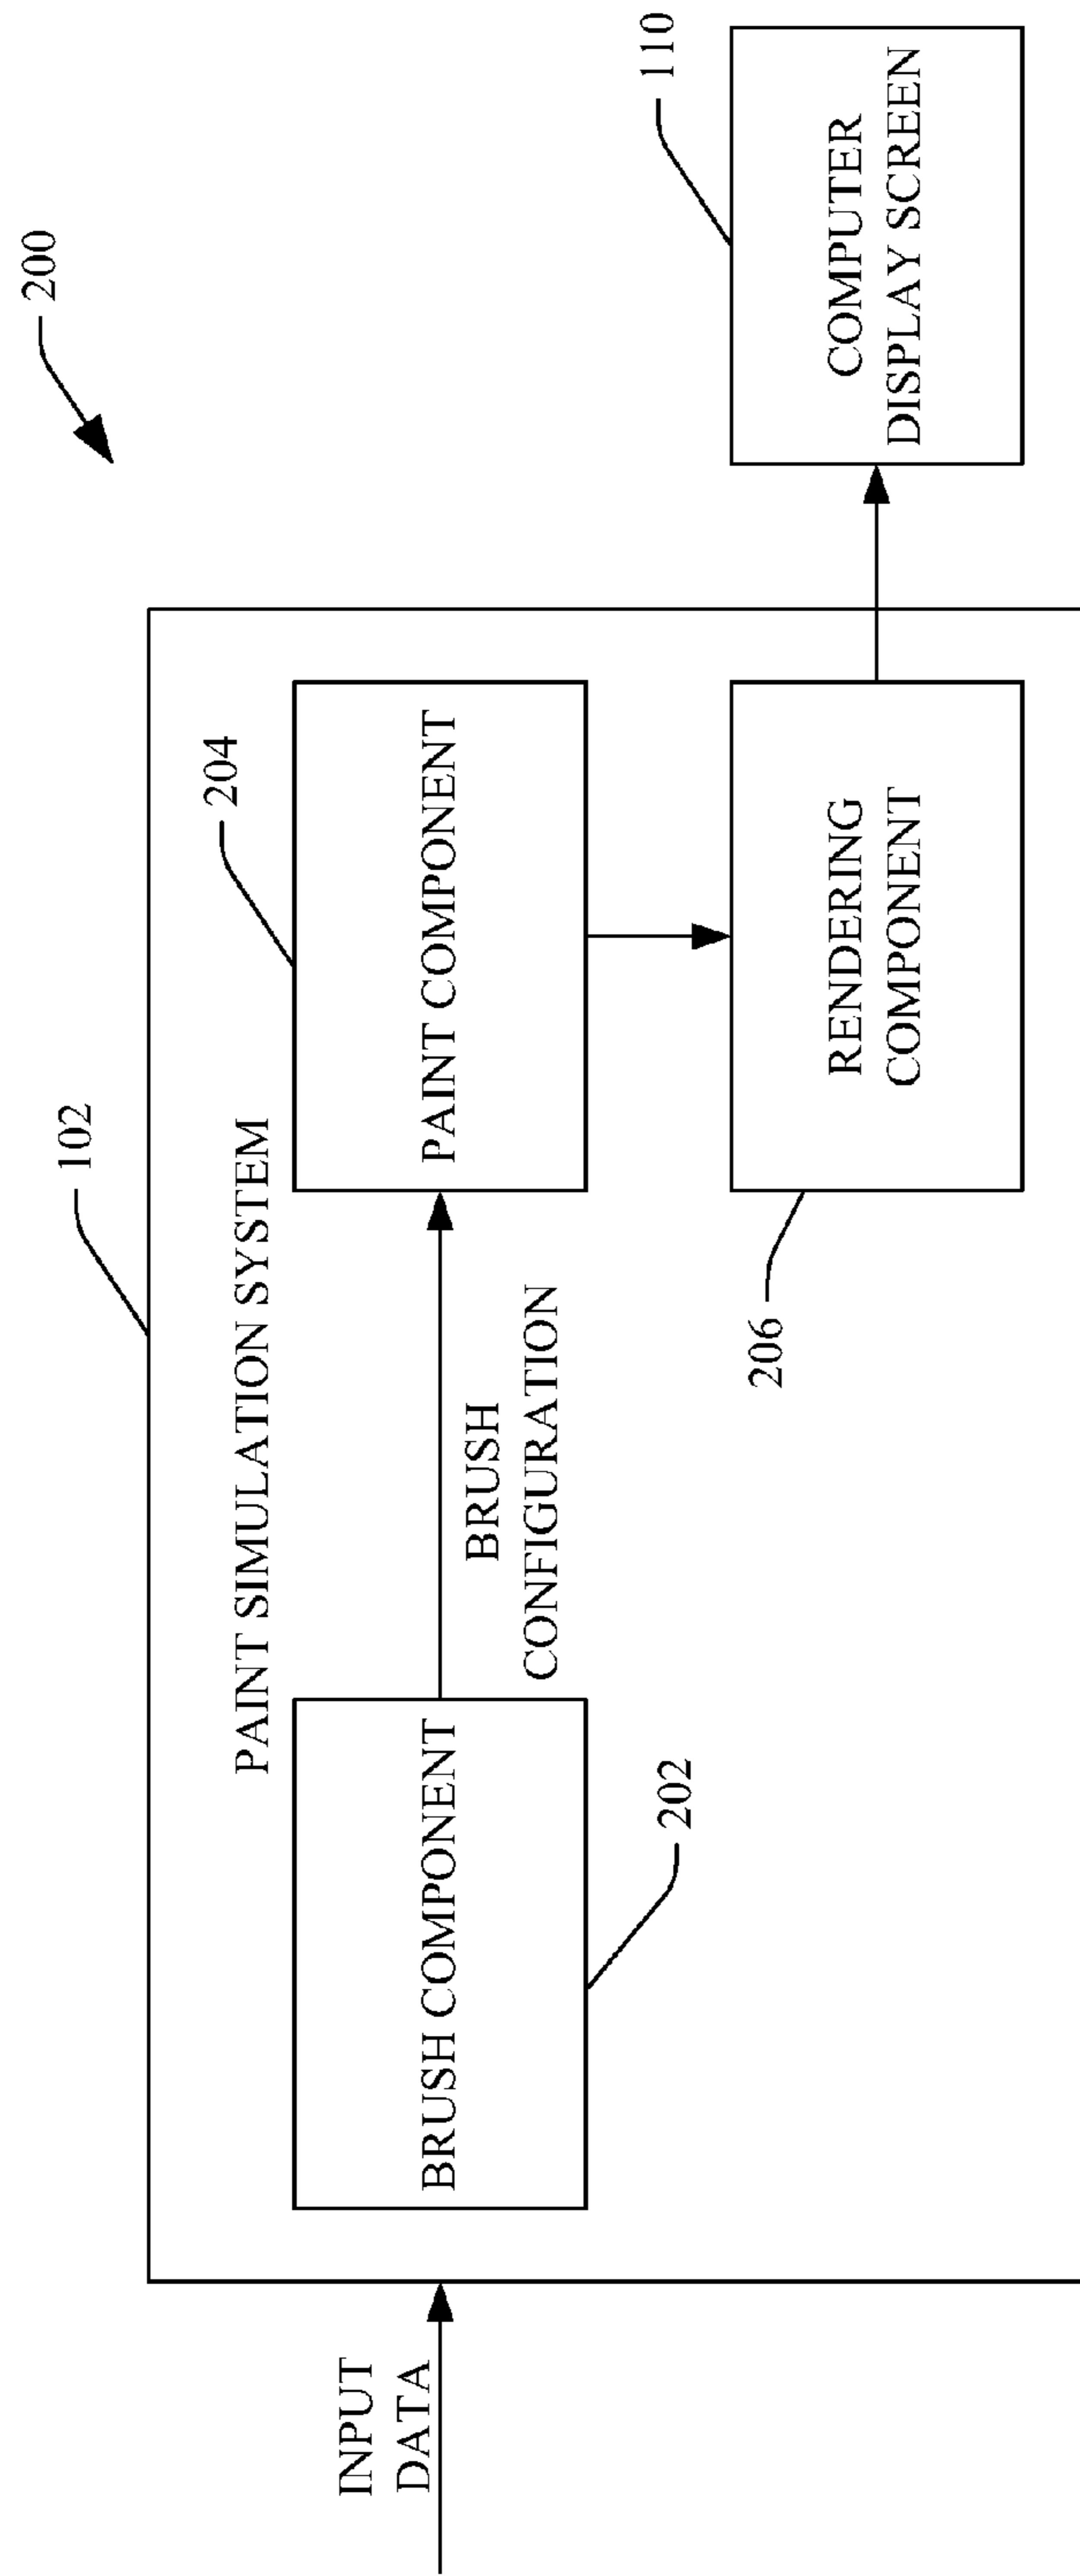 200
102
PAINT SIMULATION SYSTEM
INPUT
DATA
BRUSH COMPONENT
202
BRUSH
CONFIGURATION
204
PAINT COMPONENT
206
RENDERING
COMPONENT
110
COMPUTER
DISPLAY SCREEN